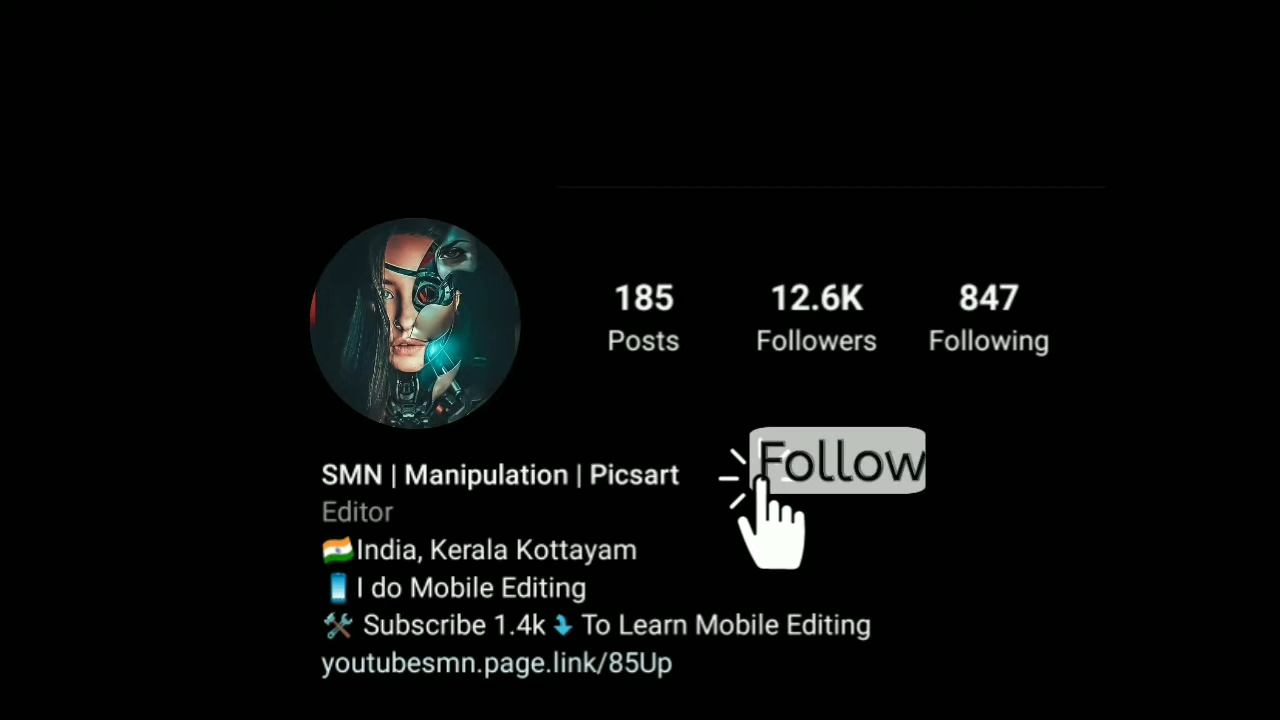 185 12.6K 847
Posts Followers Following
Follow
SMN | Manipulation | Picsart
Editor
🇮🇳India, Kerala Kottayam
📱I do Mobile Editing
🛠 Subscribe 1.4k⤵ To Learn Mobile Editing
youtubesmn.page.link/85Up